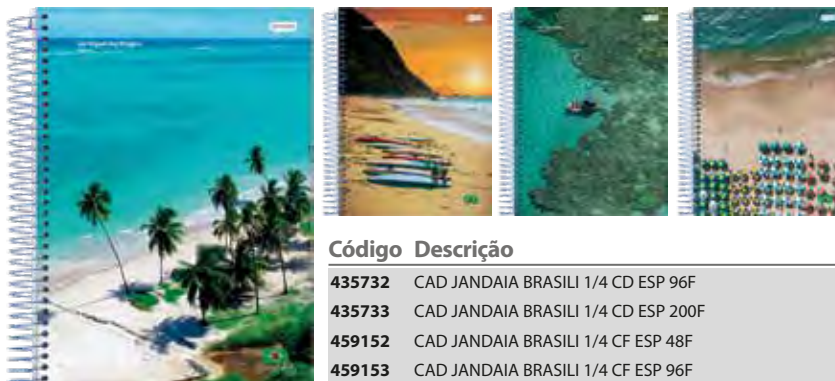 Código Descrição
435732 CAD JANDAIA BRASILI 1/4 CD ESP 96F
435733 CAD JANDAIA BRASILI 1/4 CD ESP 200F
459152 CAD JANDAIA BRASILI 1/4 CF ESP 48F
459153 CAD JANDAIA BRASILI 1/4 CF ESP 96F